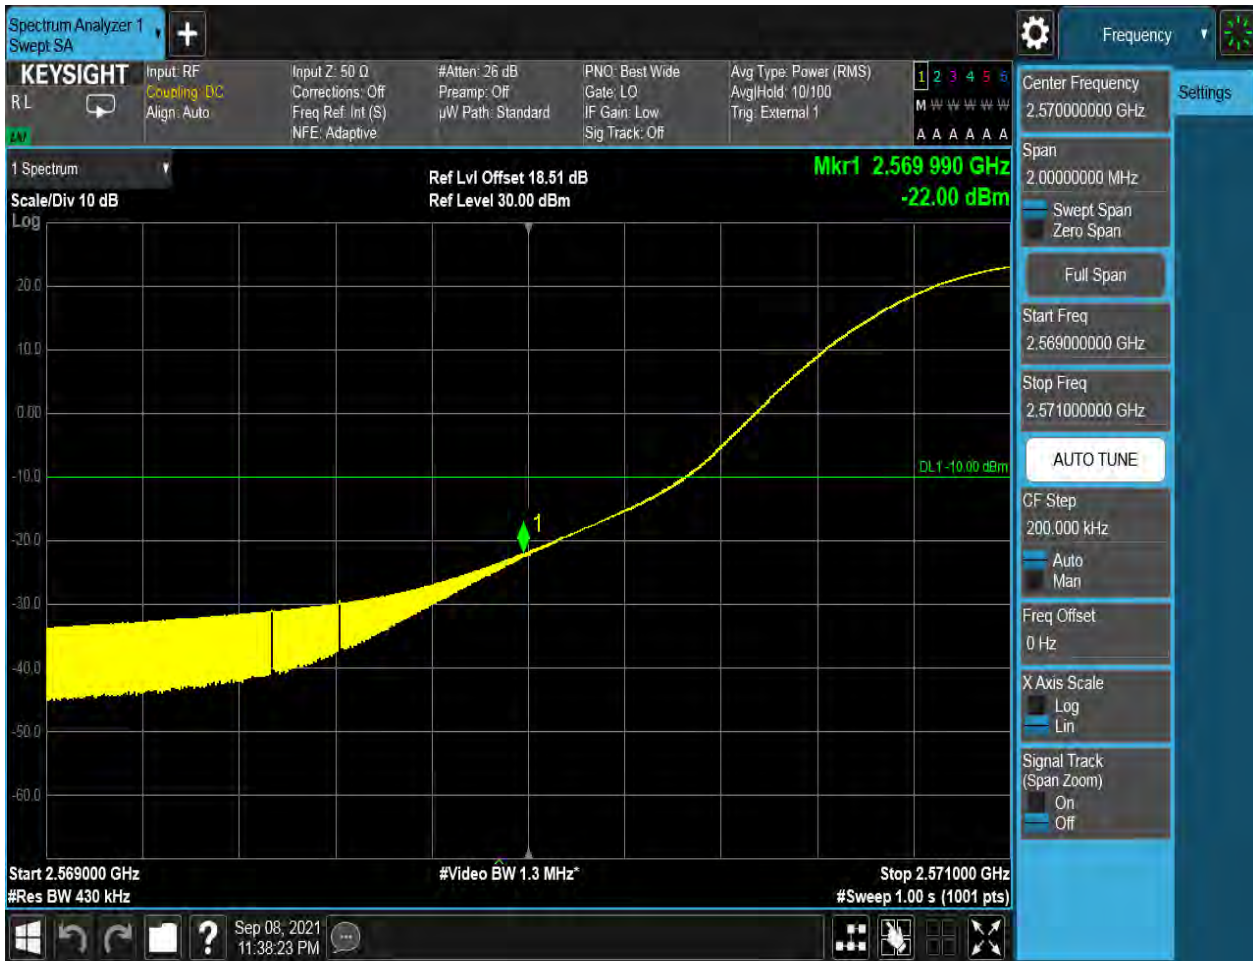 Spectrum Analyzer 1
Swept SA
Frequency
KEYSIGHT
R L
Input: RF
Coupling: DC
Align: Auto
Input Z: 50 Ω
Corrections: Off
Freq Ref: Int (S)
NFE: Adaptive
#Atten: 26 dB
Preamp: Off
µW Path: Standard
PNO: Best Wide
Gate: LO
IF Gain: Low
Sig Track: Off
Avg Type: Power (RMS)
Avg|Hold: 10/100
Trig: External 1
1 2 3 4 5 6
M W W W W W
A A A A A A
1 Spectrum
Scale/Div 10 dB
Log
Ref Lvl Offset 18.51 dB
Ref Level 30.00 dBm
Mkr1 2.569 990 GHz
-22.00 dBm
20.0
10.0
0.00
-10.0
-20.0
-30.0
-40.0
-50.0
-60.0
DL1 -10.00 dBm
1
Start 2.569000 GHz
#Res BW 430 kHz
#Video BW 1.3 MHz*
Stop 2.571000 GHz
#Sweep 1.00 s (1001 pts)
Center Frequency
2.570000000 GHz
Settings
Span
2.00000000 MHz
Swept Span
Zero Span
Full Span
Start Freq
2.569000000 GHz
Stop Freq
2.571000000 GHz
AUTO TUNE
CF Step
200.000 kHz
Auto
Man
Freq Offset
0 Hz
X Axis Scale
Log
Lin
Signal Track
(Span Zoom)
On
Off
?
Sep 08, 2021
11:38:23 PM